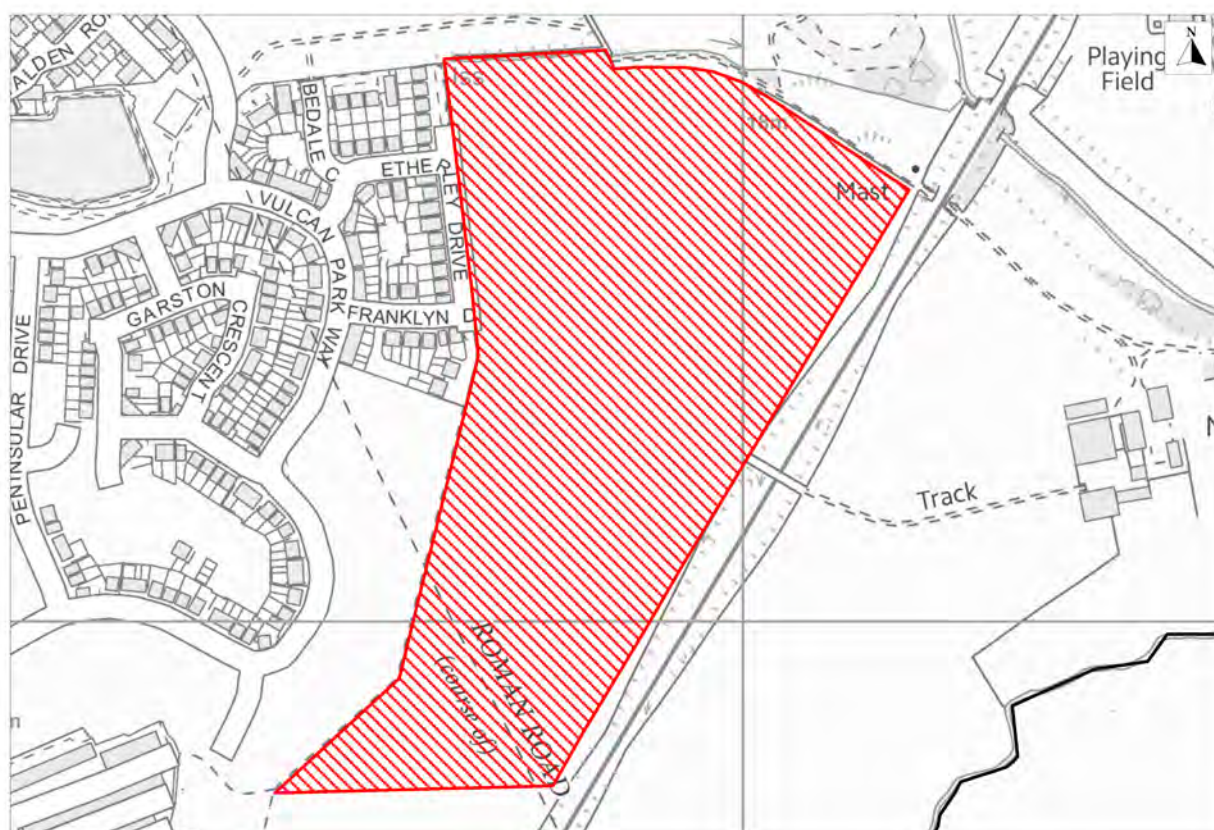 ALDEN RO
N
Playing
Field
155
BEDALE C
ETHERLEY DRIVE
15m
Mast
VULCAN PARK WAY
GARSTON
CRESCENT
FRANKLYN D
PENINSULAR DRIVE
Track
N
ROMAN ROAD
(course of)
m